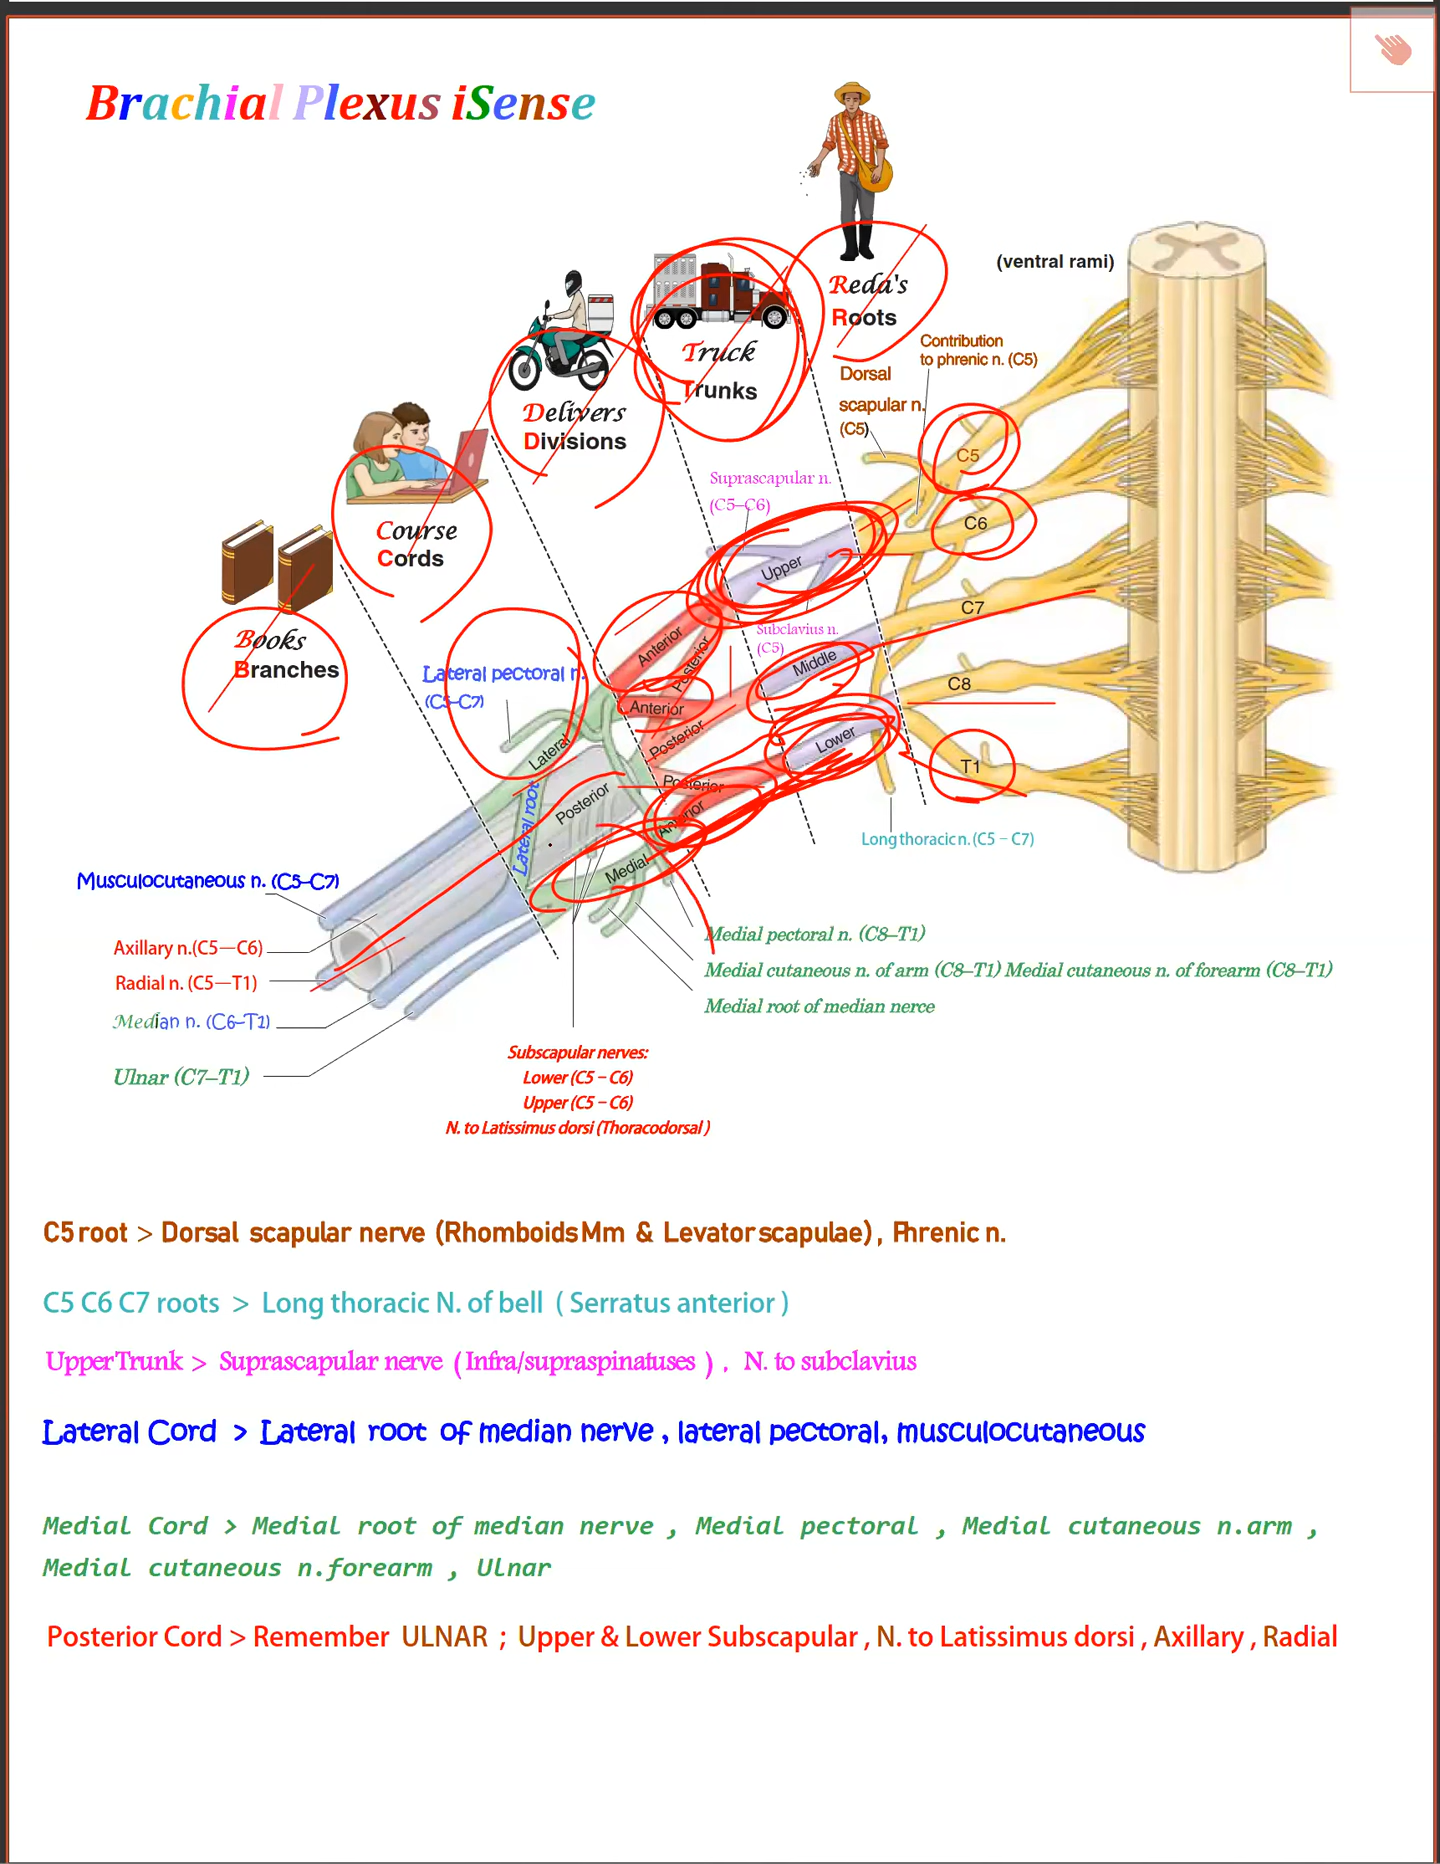 Brachial Plexus iSense
Reda's
Roots
(ventral rami)
Truck
Trunks
Delivers
Divisions
Course
Cords
Books
Branches
Contribution
to phrenic n. (C5)
Dorsal
scapular n.
(C5)
C5
C6
C7
C8
T1
Suprascapular n.
(C5–C6)
Upper
Subclavius n.
(C5)
Middle
Lower
Anterior
Posterior
Anterior
Posterior
Posterior
Anterior
Lateral pectoral n.
(C5–C7)
Lateral
Lateral root
Posterior
Medial
Long thoracic n. (C5 – C7)
Musculocutaneous n. (C5–C7)
Axillary n.(C5—C6)
Radial n. (C5—T1)
Median n. (C6–T1)
Ulnar (C7–T1)
Medial pectoral n. (C8–T1)
Medial cutaneous n. of arm (C8–T1) Medial cutaneous n. of forearm (C8–T1)
Medial root of median nerce
Subscapular nerves:
Lower (C5 – C6)
Upper (C5 – C6)
N. to Latissimus dorsi (Thoracodorsal )
C5 root > Dorsal scapular nerve (Rhomboids Mm & Levator scapulae) , Phrenic n.
C5 C6 C7 roots > Long thoracic N. of bell ( Serratus anterior )
Upper Trunk > Suprascapular nerve ( Infra/supraspinatuses ) , N. to subclavius
Lateral Cord > Lateral root of median nerve , lateral pectoral, musculocutaneous
Medial Cord > Medial root of median nerve , Medial pectoral , Medial cutaneous n.arm ,
Medial cutaneous n.forearm , Ulnar
Posterior Cord > Remember ULNAR ; Upper & Lower Subscapular , N. to Latissimus dorsi , Axillary , Radial